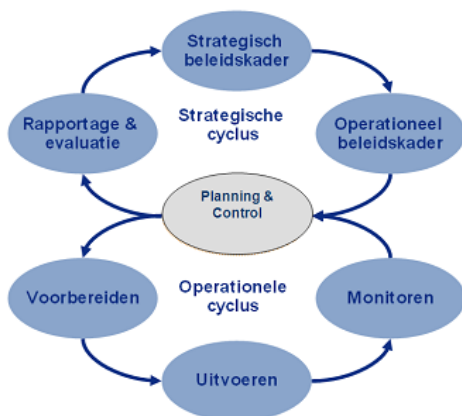 Strategisch
beleidskader
Rapportage &
evaluatie
Strategische
cyclus
Operationeel
beleidskader
Planning &
Control
Voorbereiden
Operationele
cyclus
Monitoren
Uitvoeren